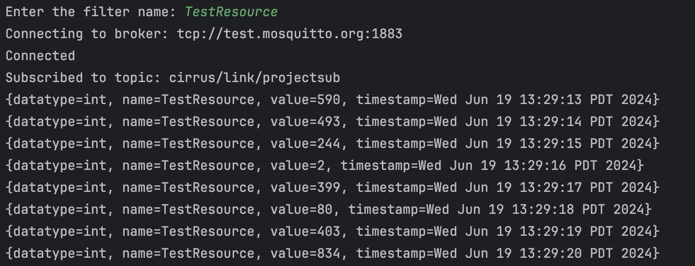 Enter the filter name: TestResource
Connecting to broker: tcp://test.mosquitto.org:1883
Connected
Subscribed to topic: cirrus/link/projectsub
{datatype=int, name=TestResource, value=590, timestamp=Wed Jun 19 13:29:13 PDT 2024}
{datatype=int, name=TestResource, value=493, timestamp=Wed Jun 19 13:29:14 PDT 2024}
{datatype=int, name=TestResource, value=244, timestamp=Wed Jun 19 13:29:15 PDT 2024}
{datatype=int, name=TestResource, value=2, timestamp=Wed Jun 19 13:29:16 PDT 2024}
{datatype=int, name=TestResource, value=399, timestamp=Wed Jun 19 13:29:17 PDT 2024}
{datatype=int, name=TestResource, value=80, timestamp=Wed Jun 19 13:29:18 PDT 2024}
{datatype=int, name=TestResource, value=403, timestamp=Wed Jun 19 13:29:19 PDT 2024}
{datatype=int, name=TestResource, value=834, timestamp=Wed Jun 19 13:29:20 PDT 2024}